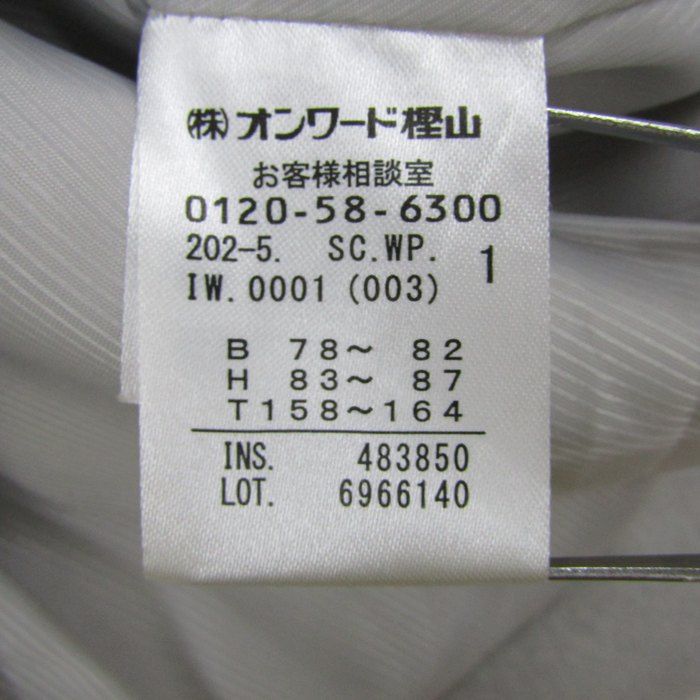 (株)オンワード樫山
お客様相談室
0120-58-6300
202-5. SC.WP. 1
IW.0001 (003)
B 78～ 82
H 83～ 87
T158～164
INS. 483850
LOT. 6966140